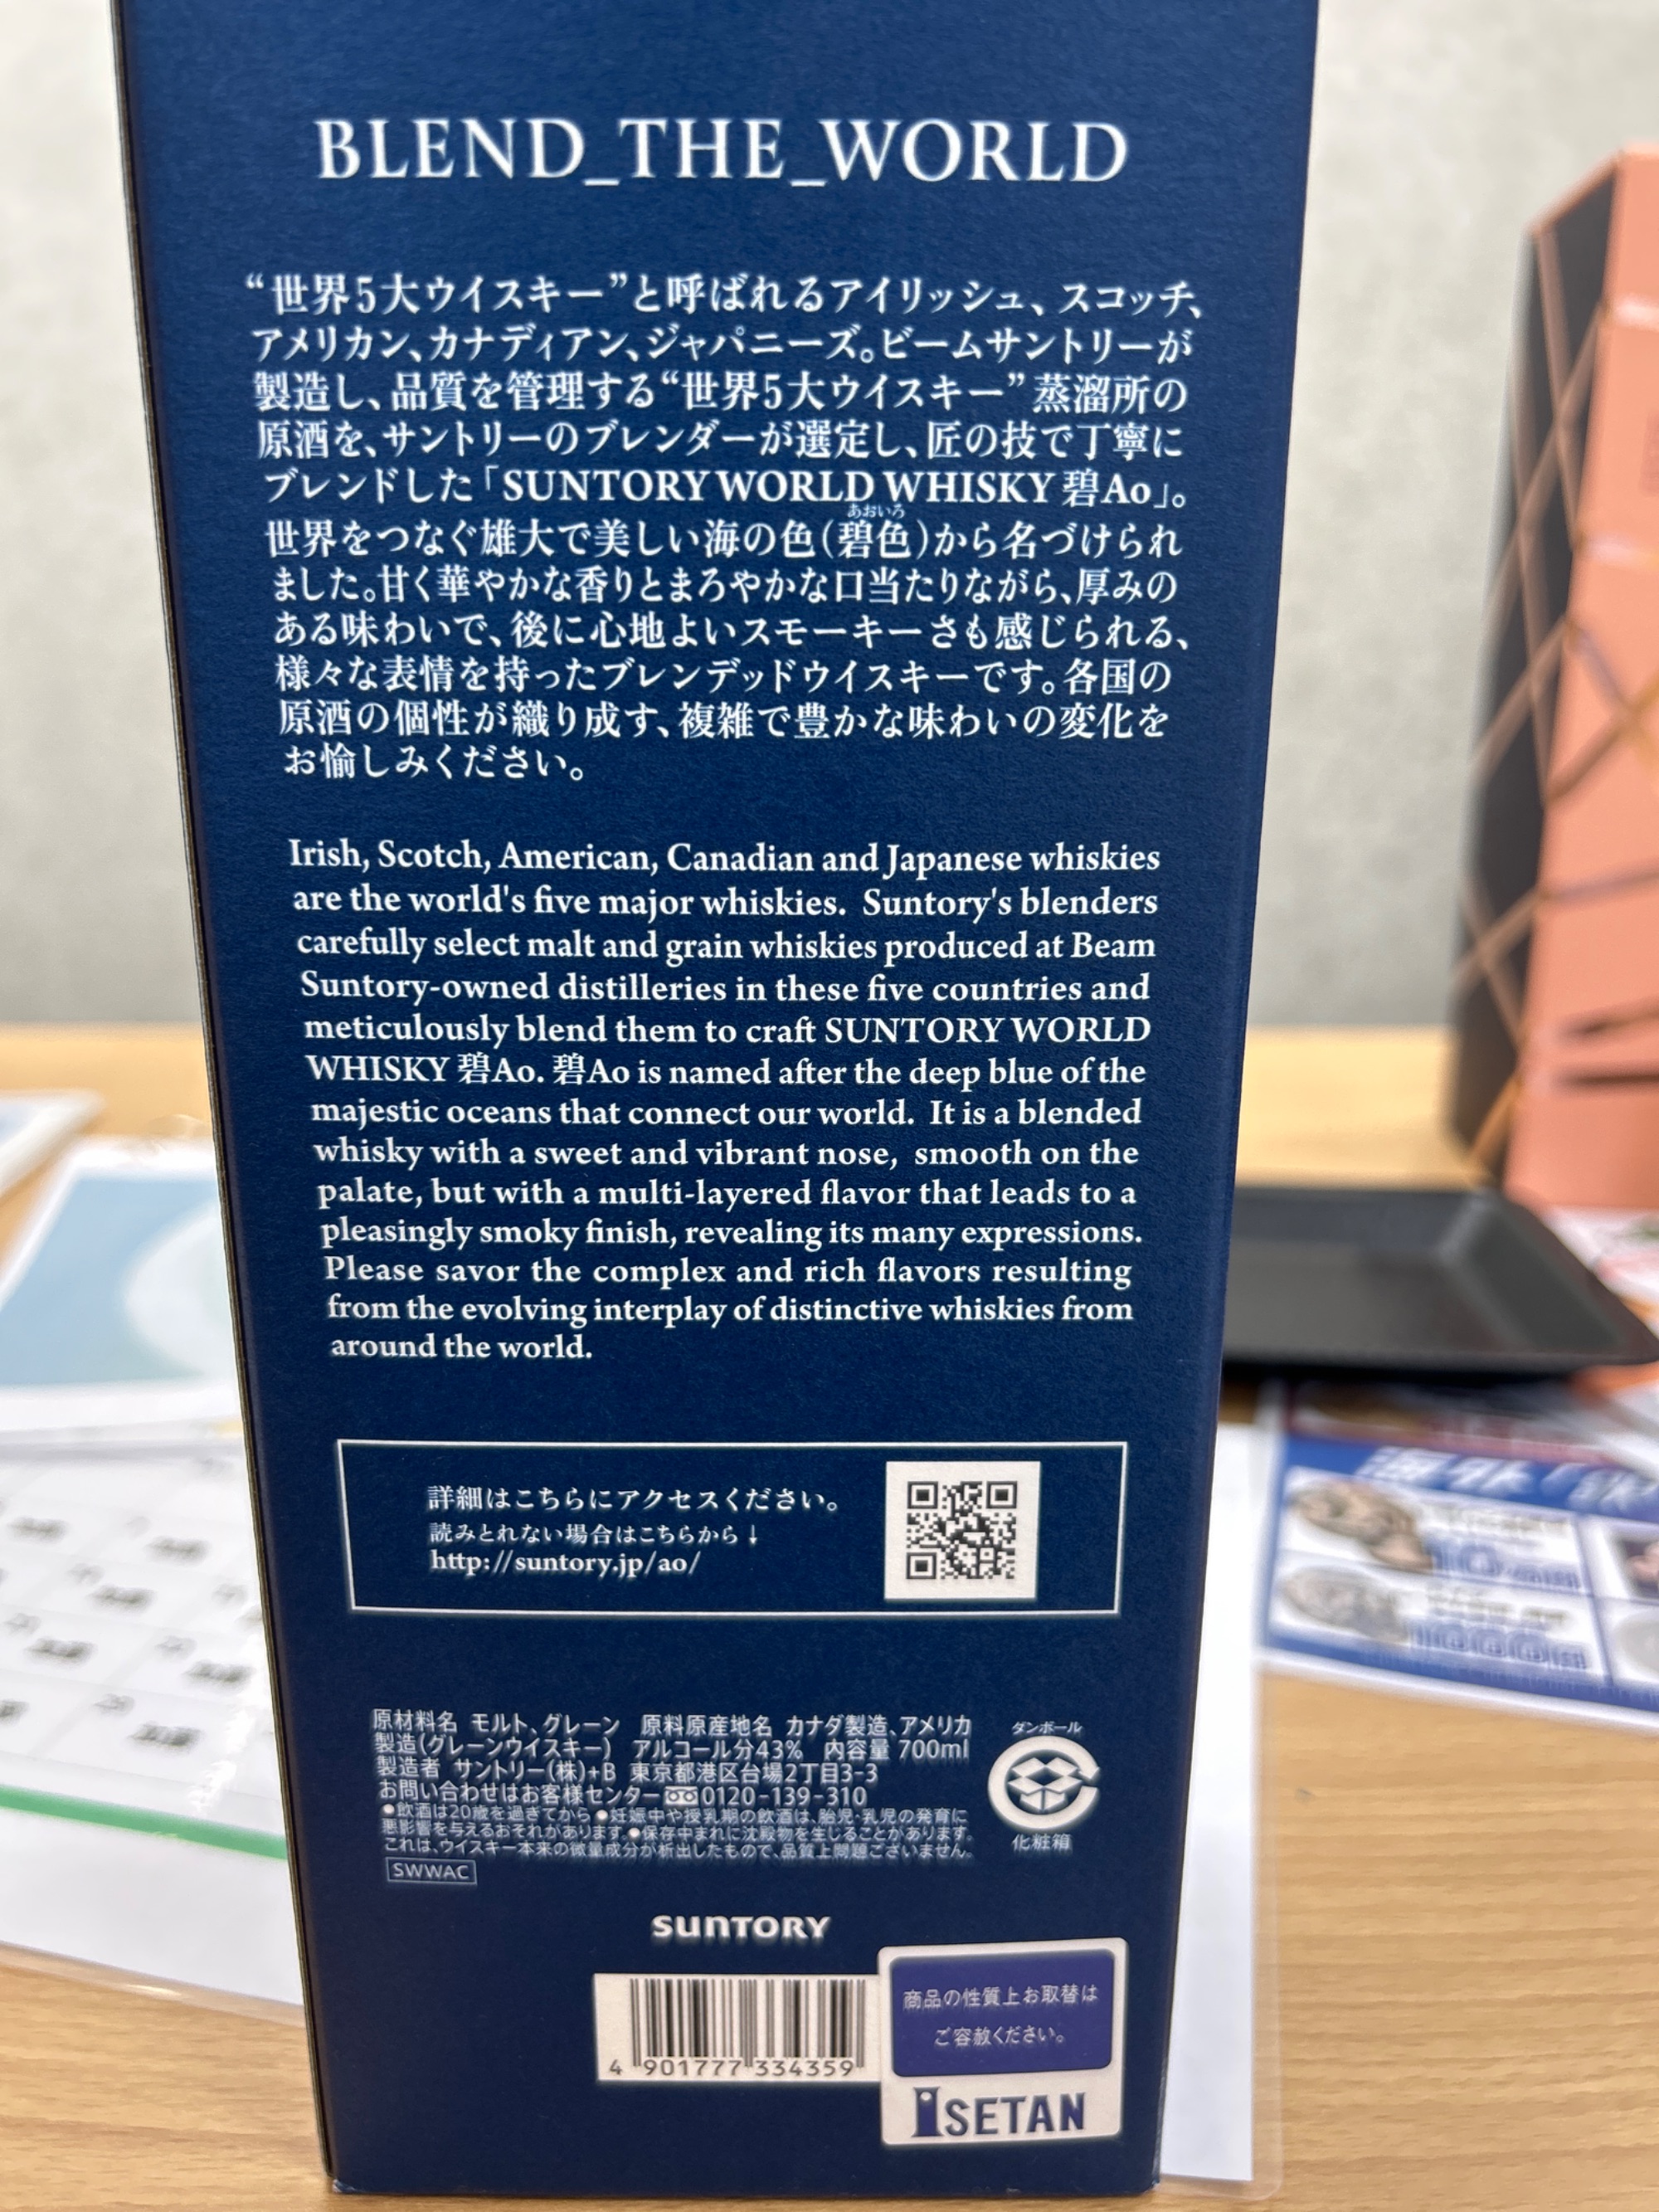 BLEND_THE_WORLD
“世界5大ウイスキー”と呼ばれるアイリッシュ、スコッチ、
アメリカン、カナディアン、ジャパニーズ。ビームサントリーが
製造し、品質を管理する“世界5大ウイスキー”蒸溜所の
原酒を、サントリーのブレンダーが選定し、匠の技で丁寧に
ブレンドした「SUNTORY WORLD WHISKY 碧Ao」。
あおいろ
世界をつなぐ雄大で美しい海の色(碧色)から名づけられ
ました。甘く華やかな香りとまろやかな口当たりながら、厚みの
ある味わいで、後に心地よいスモーキーさも感じられる、
様々な表情を持ったブレンデッドウイスキーです。各国の
原酒の個性が織り成す、複雑で豊かな味わいの変化を
お愉しみください。
Irish, Scotch, American, Canadian and Japanese whiskies
are the world's five major whiskies. Suntory's blenders
carefully select malt and grain whiskies produced at Beam
Suntory-owned distilleries in these five countries and
meticulously blend them to craft SUNTORY WORLD
WHISKY 碧Ao. 碧Ao is named after the deep blue of the
majestic oceans that connect our world. It is a blended
whisky with a sweet and vibrant nose, smooth on the
palate, but with a multi-layered flavor that leads to a
pleasingly smoky finish, revealing its many expressions.
Please savor the complex and rich flavors resulting
from the evolving interplay of distinctive whiskies from
around the world.
詳細はこちらにアクセスください。
読みとれない場合はこちらから↓
http://suntory.jp/ao/
原材料名 モルト、グレーン 原料原産地名 カナダ製造、アメリカ
製造(グレーンウイスキー) アルコール分43% 内容量 700ml
製造者 サントリー(株)+B 東京都港区台場2丁目3-3
お問い合わせはお客様センター 0120-139-310
●飲酒は20歳を過ぎてから●妊娠中や授乳期の飲酒は、胎児・乳児の発育に
悪影響を与えるおそれがあります。●保存中まれに沈殿物を生じることがあります。
これは、ウイスキー本来の微量成分が析出したもので、品質上問題ございません。
SWWAC
ダンボール
化粧箱
SUNTORY
4 901777 334359
商品の性質上お取替は
ご容赦ください。
ISETAN